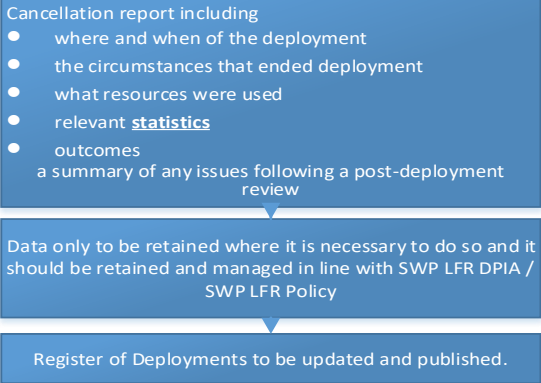 Cancellation report including
● where and when of the deployment
● the circumstances that ended deployment
● what resources were used
● relevant statistics
● outcomes
a summary of any issues following a post-deployment
review
Data only to be retained where it is necessary to do so and it
should be retained and managed in line with SWP LFR DPIA /
SWP LFR Policy
Register of Deployments to be updated and published.